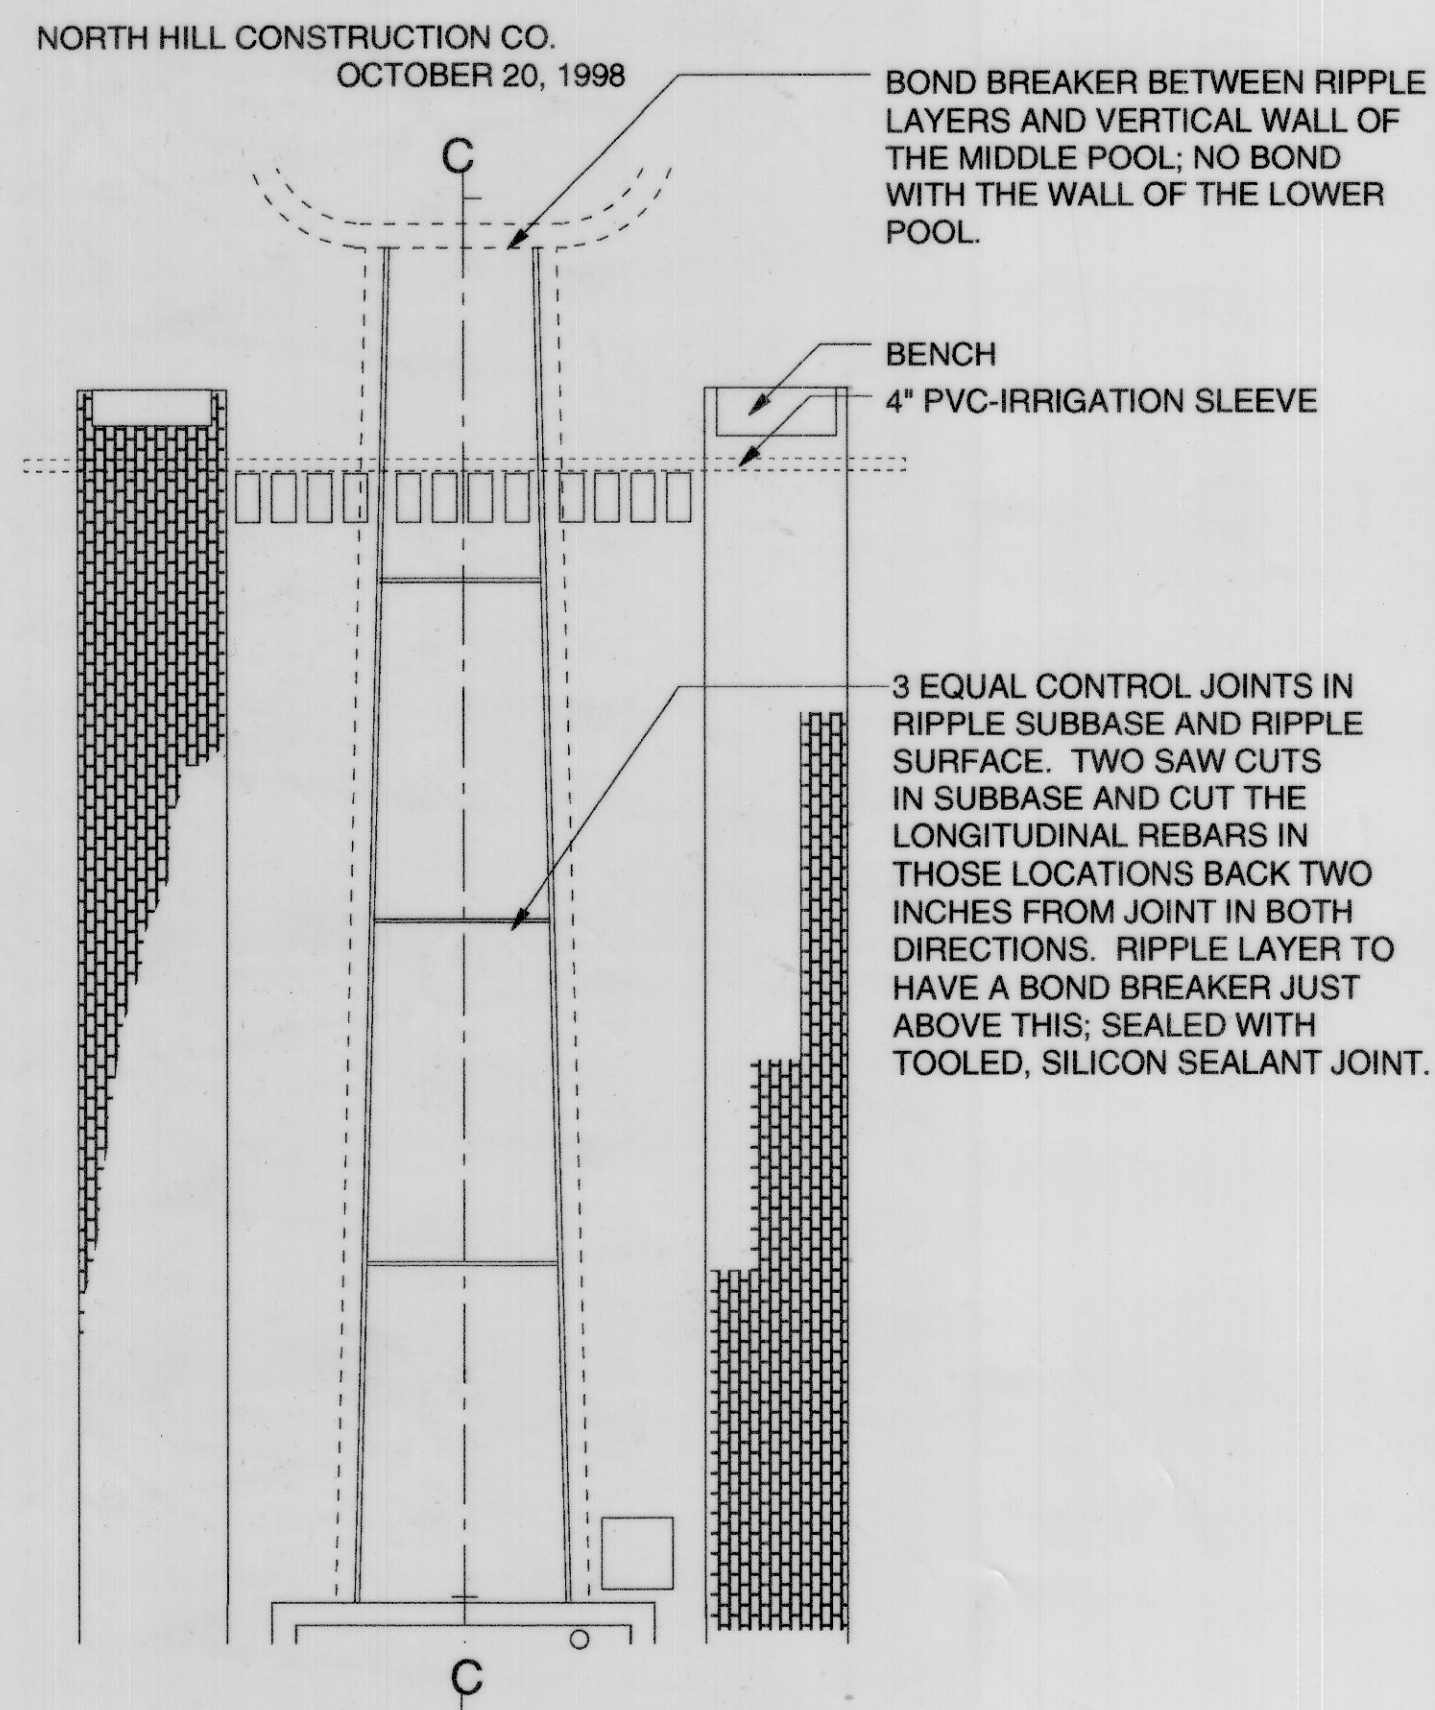 NORTH HILL CONSTRUCTION CO.
OCTOBER 20, 1998
BOND BREAKER BETWEEN RIPPLE
LAYERS AND VERTICAL WALL OF
THE MIDDLE POOL; NO BOND
WITH THE WALL OF THE LOWER
POOL.
C
BENCH
4" PVC-IRRIGATION SLEEVE
3 EQUAL CONTROL JOINTS IN
RIPPLE SUBBASE AND RIPPLE
SURFACE. TWO SAW CUTS
IN SUBBASE AND CUT THE
LONGITUDINAL REBARS IN
THOSE LOCATIONS BACK TWO
INCHES FROM JOINT IN BOTH
DIRECTIONS. RIPPLE LAYER TO
HAVE A BOND BREAKER JUST
ABOVE THIS; SEALED WITH
TOOLED, SILICON SEALANT JOINT.
C